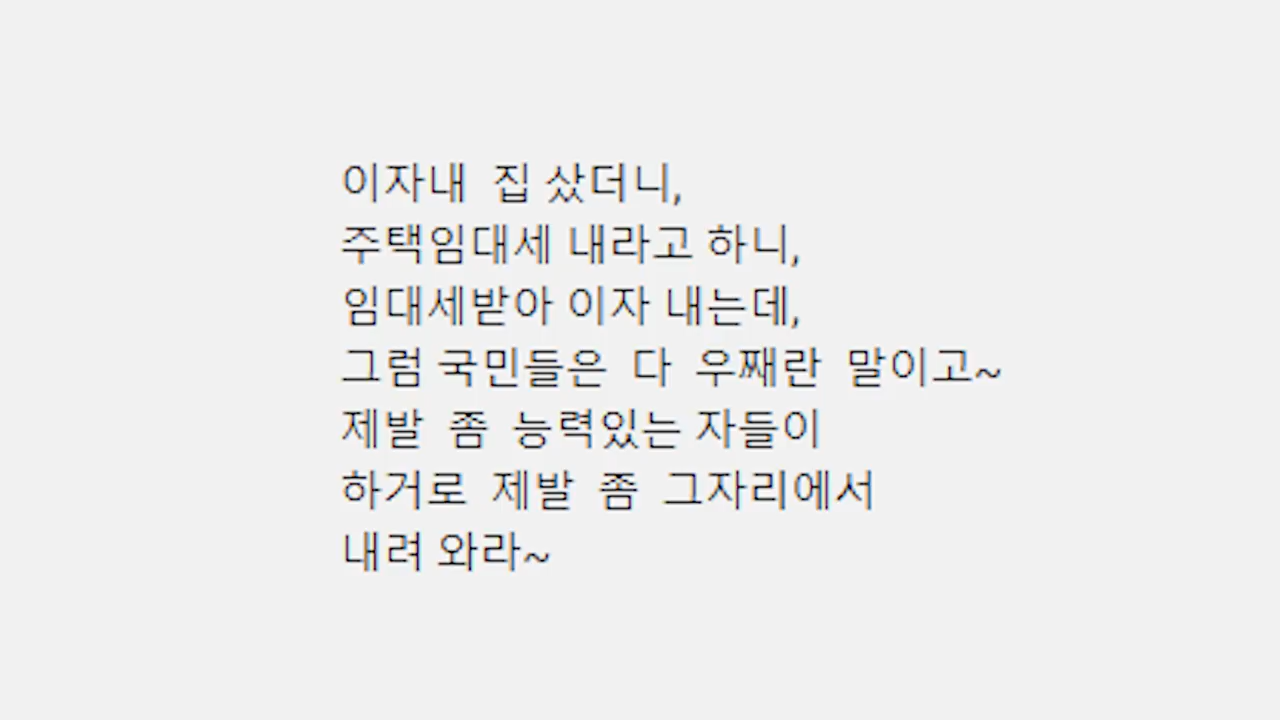 이자내 집 샀더니,
주택임대세 내라고 하니,
임대세받아 이자 내는데,
그럼 국민들은 다 우째란 말이고~
제발 좀 능력있는 자들이
하거로 제발 좀 그자리에서
내려 와라~